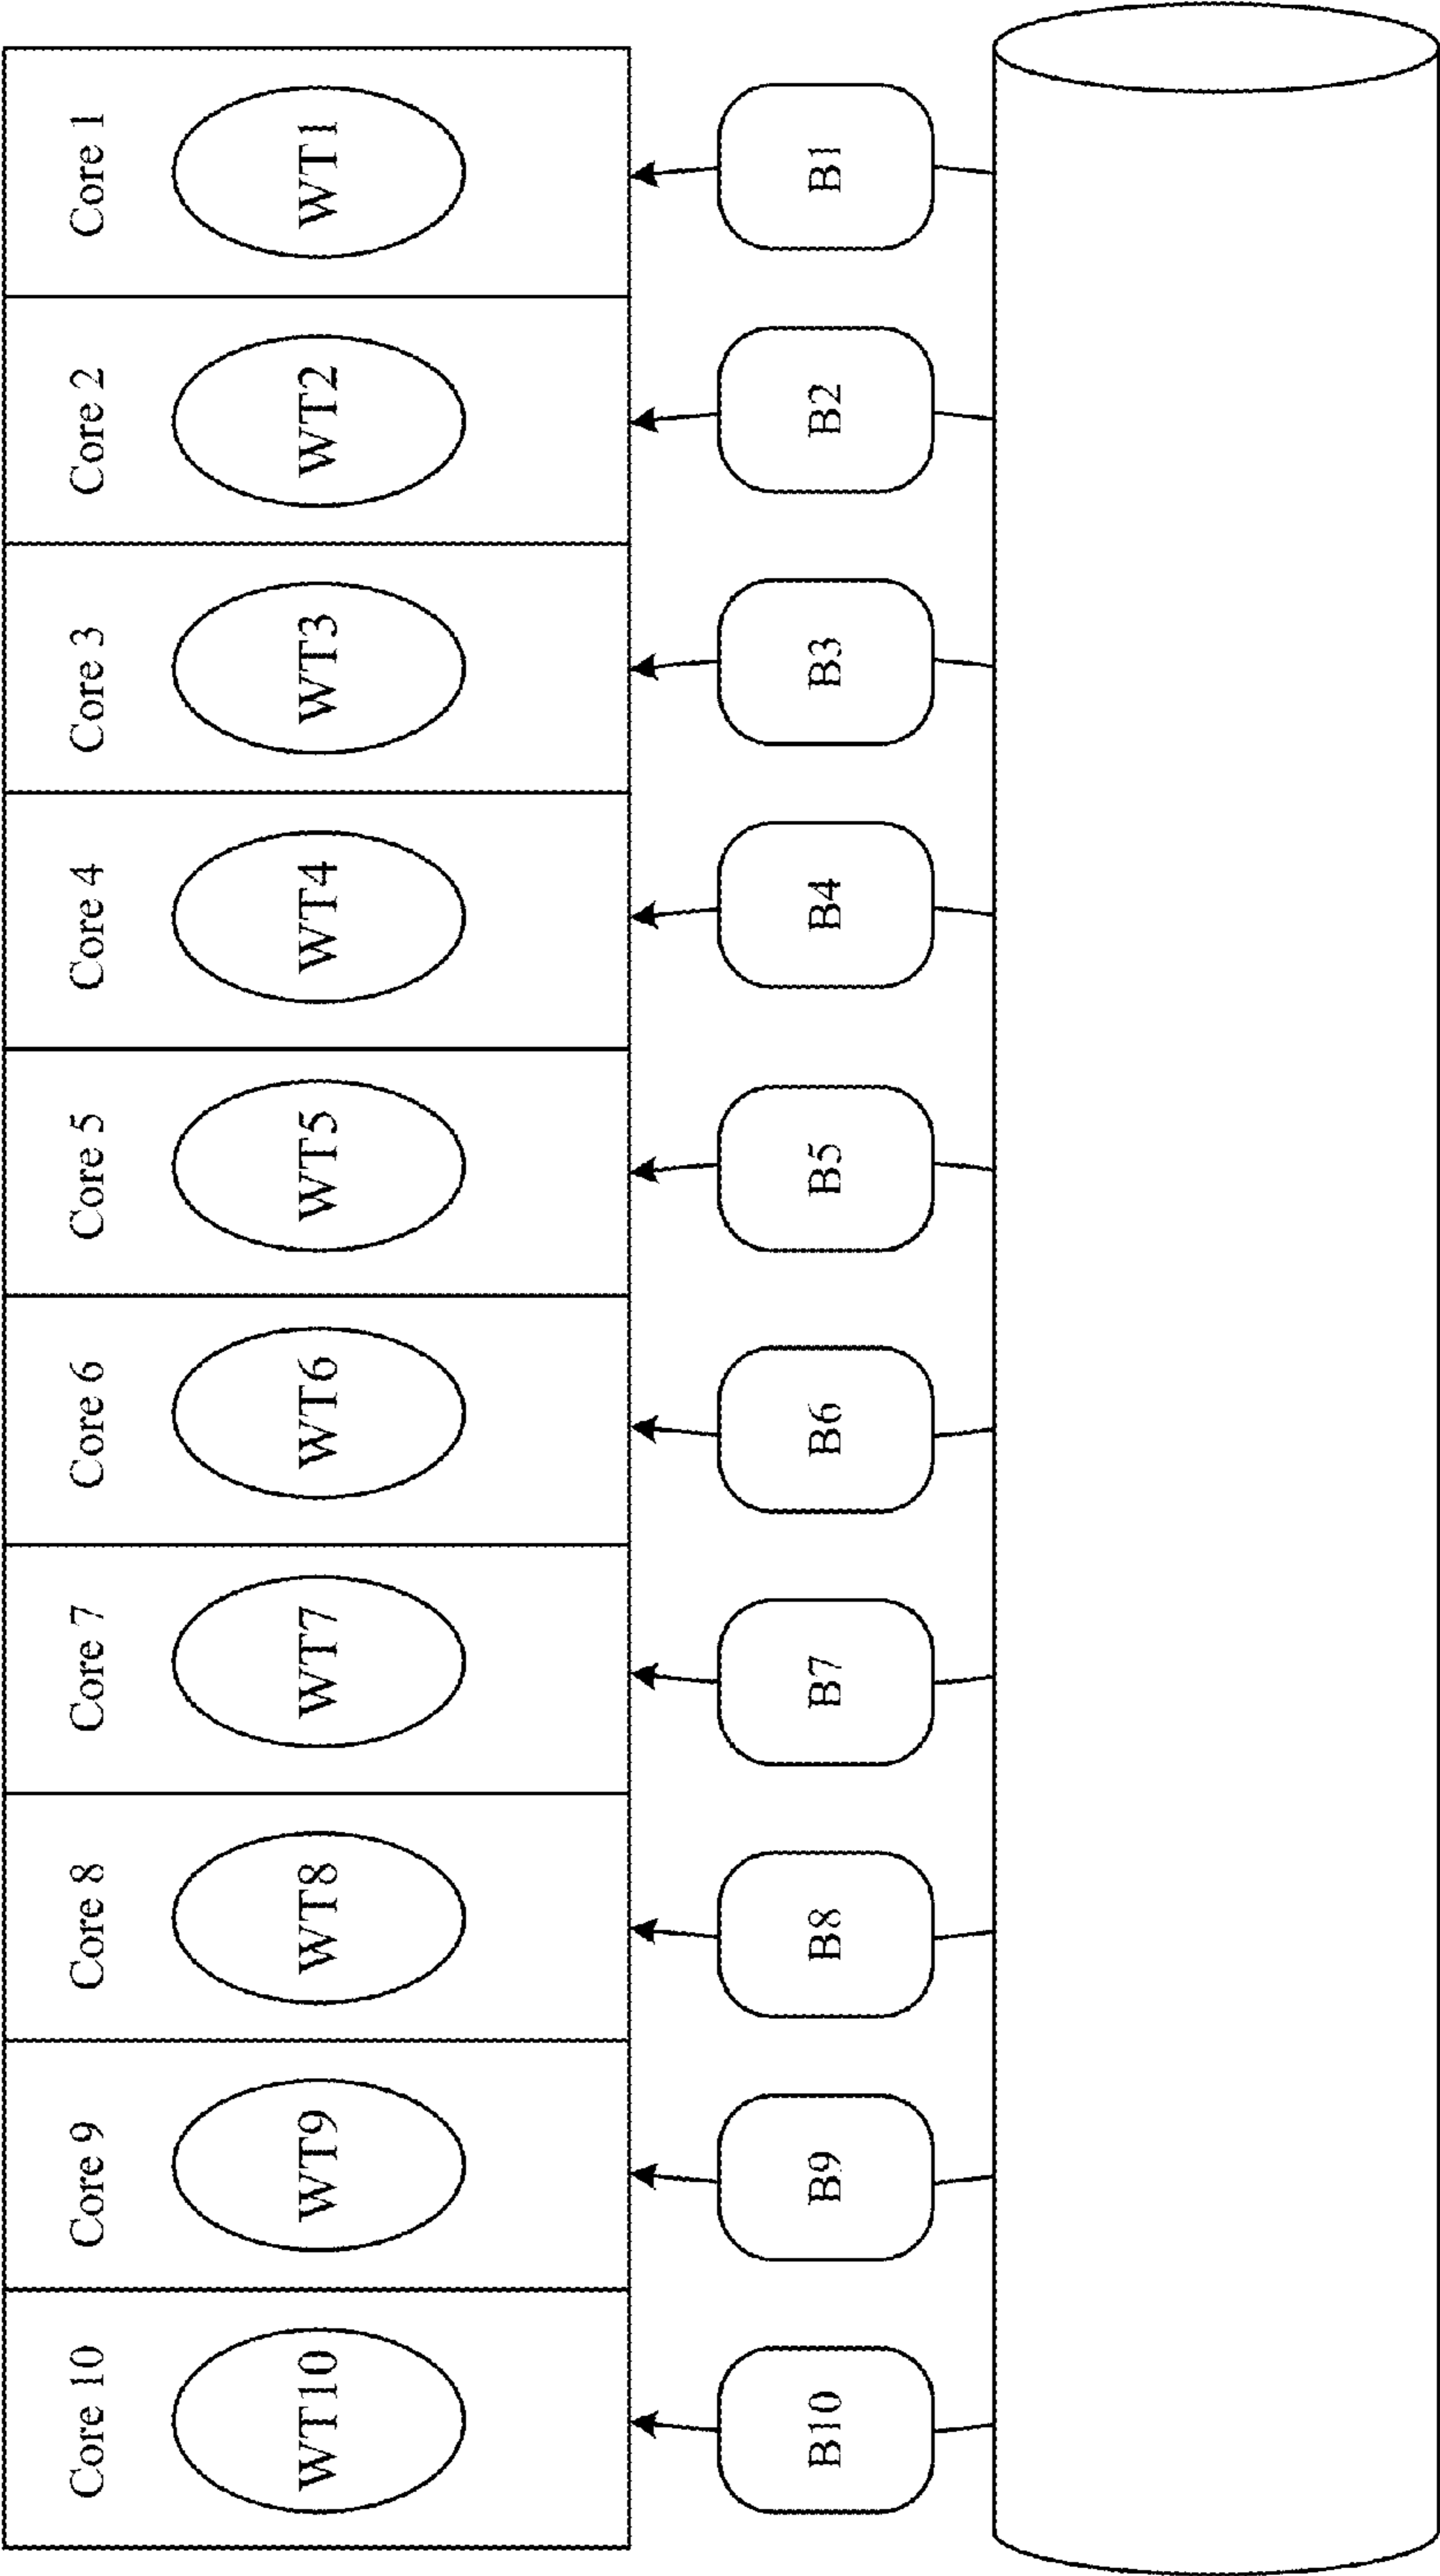 Core 10
Core 9
Core 8
Core 7
Core 6
Core 5
Core 4
Core 3
Core 2
Core 1
WT10
WT9
WT8
WT7
WT6
WT5
WT4
WT3
WT2
WT1
B10
B9
B8
B7
B6
B5
B4
B3
B2
B1